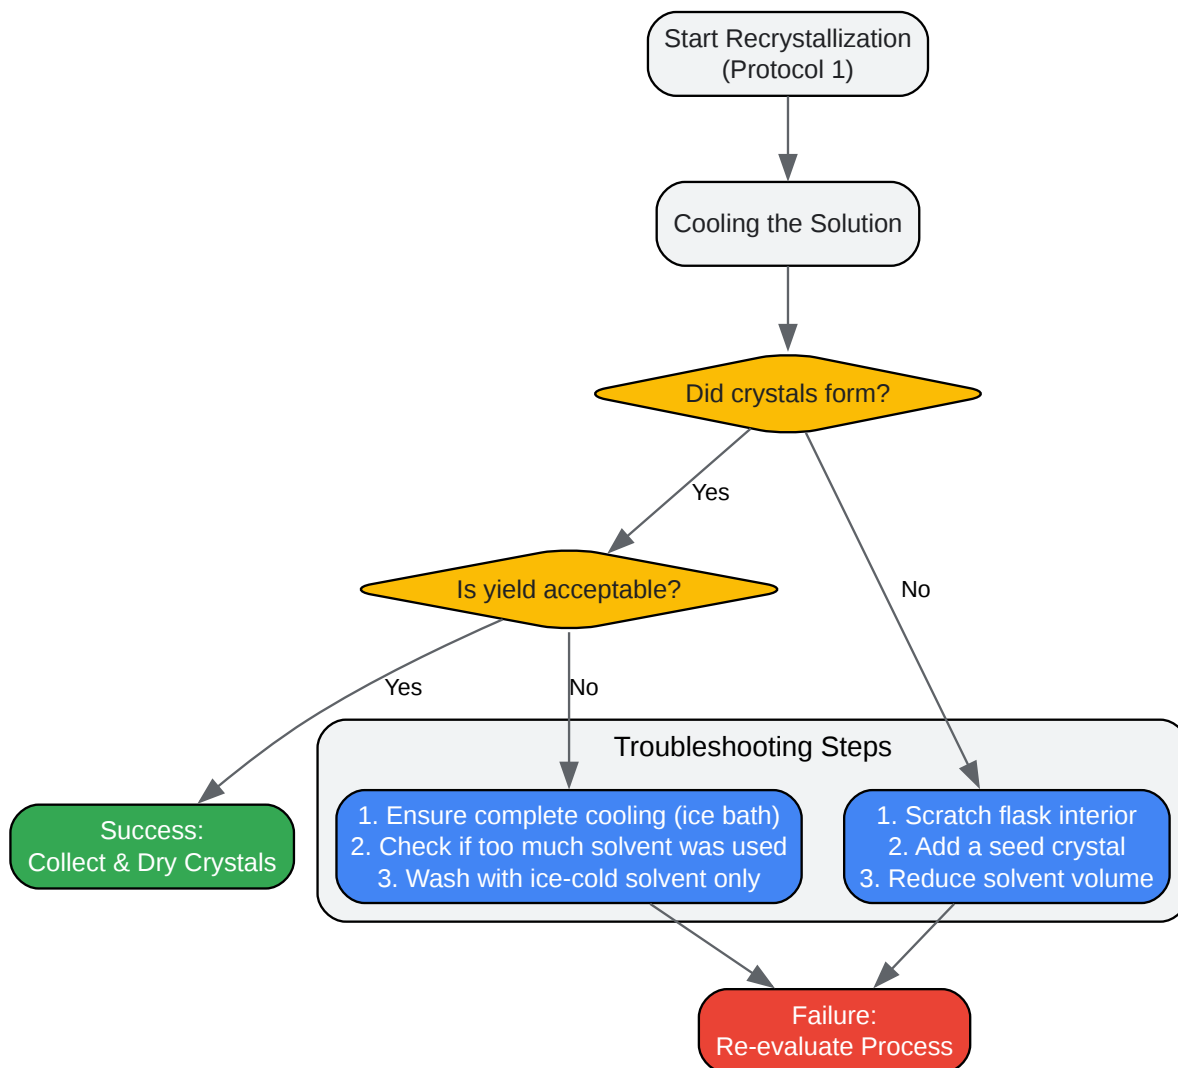 Start Recrystallization
(Protocol 1)
Cooling the Solution
Did crystals form?
Yes
Is yield acceptable?
No
Yes
No
Troubleshooting Steps
1. Ensure complete cooling (ice bath)
2. Check if too much solvent was used
3. Wash with ice-cold solvent only
1. Scratch flask interior
2. Add a seed crystal
3. Reduce solvent volume
Success:
Collect & Dry Crystals
Failure:
Re-evaluate Process